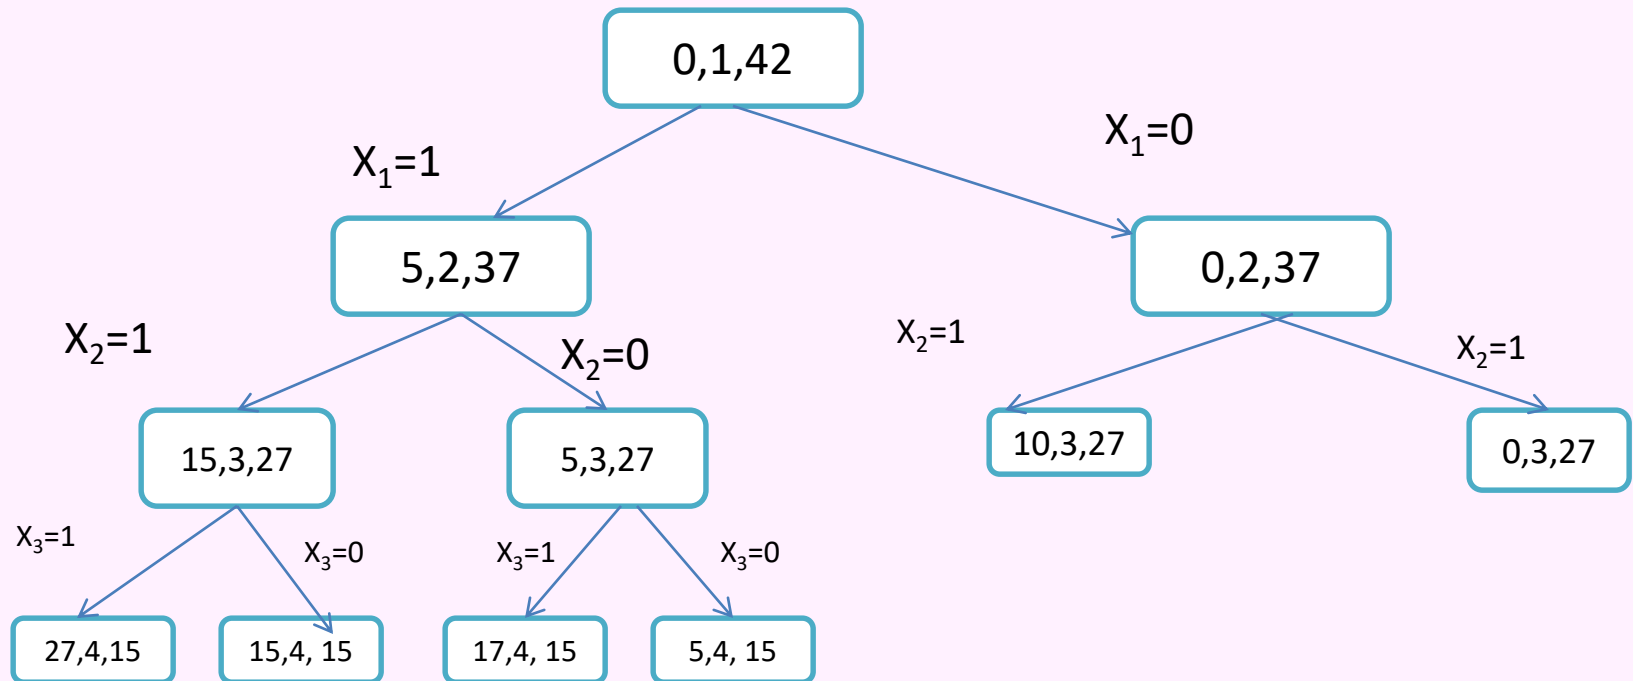 0,1,42
X₁=1
X₁=0
5,2,37
0,2,37
X₂=1
X₂=0
X₂=1
X₂=1
15,3,27
5,3,27
10,3,27
0,3,27
X₃=1
X₃=0
X₃=1
X₃=0
27,4,15
15,4, 15
17,4, 15
5,4, 15